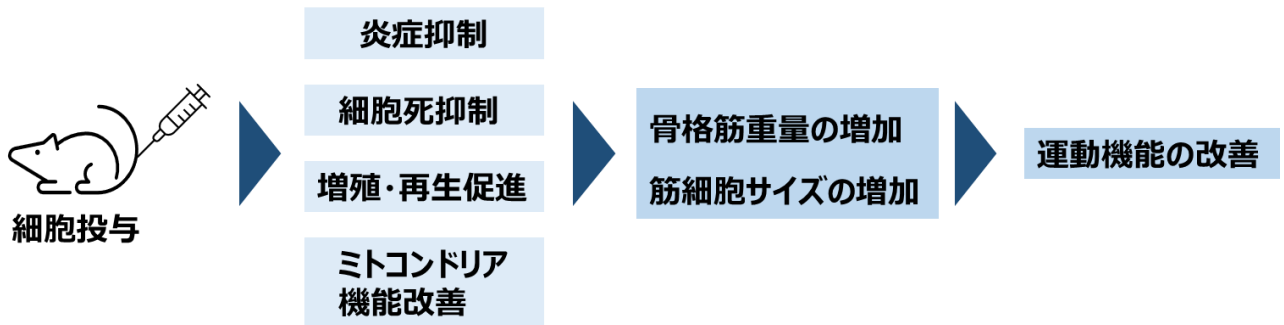 細胞投与
炎症抑制
細胞死抑制
増殖・再生促進
ミトコンドリア
機能改善
骨格筋重量の増加
筋細胞サイズの増加
運動機能の改善